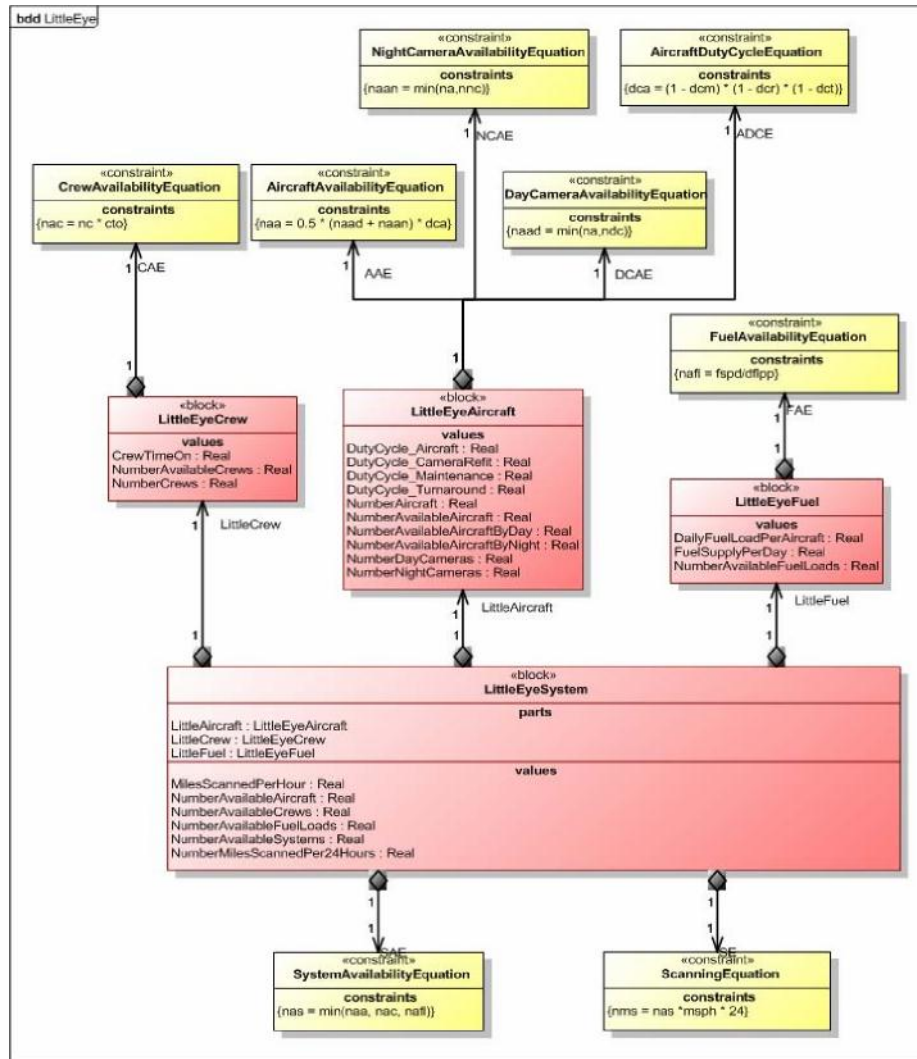 bdd LittleEye
«constraint»
NightCameraAvailabilityEquation
constraints
{naan = min(na,nnc)}
«constraint»
AircraftDutyCycleEquation
constraints
{dca = (1 - dcm) * (1 - dcr) * (1 - dct)}
1 NCAE
1 ADCE
«constraint»
CrewAvailabilityEquation
constraints
{nac = nc * cto}
«constraint»
AircraftAvailabilityEquation
constraints
{naa = 0.5 * (naad + naan) * dca}
«constraint»
DayCameraAvailabilityEquation
constraints
{naad = min(na,ndc)}
1 CAE
1 AAE
1 DCAE
«constraint»
FuelAvailabilityEquation
constraints
{nafl = fspd/dflpp}
1
1
1 FAE
1
«block»
LittleEyeCrew
values
CrewTimeOn : Real
NumberAvailableCrews : Real
NumberCrews : Real
«block»
LittleEyeAircraft
values
DutyCycle_Aircraft : Real
DutyCycle_CameraRefit : Real
DutyCycle_Maintenance : Real
DutyCycle_Turnaround : Real
NumberAircraft : Real
NumberAvailableAircraft : Real
NumberAvailableAircraftByDay : Real
NumberAvailableAircraftByNight : Real
NumberDayCameras : Real
NumberNightCameras : Real
«block»
LittleEyeFuel
values
DailyFuelLoadPerAircraft : Real
FuelSupplyPerDay : Real
NumberAvailableFuelLoads : Real
1 LittleCrew
1 LittleAircraft
1 LittleFuel
1
1
1
«block»
LittleEyeSystem
parts
LittleAircraft : LittleEyeAircraft
LittleCrew : LittleEyeCrew
LittleFuel : LittleEyeFuel
values
MilesScannedPerHour : Real
NumberAvailableAircraft : Real
NumberAvailableCrews : Real
NumberAvailableFuelLoads : Real
NumberAvailableSystems : Real
NumberMilesScannedPer24Hours : Real
1
1
1 SAE
1 SE
«constraint»
SystemAvailabilityEquation
constraints
{nas = min(naa, nac, nafl)}
«constraint»
ScanningEquation
constraints
{nms = nas *msph * 24}